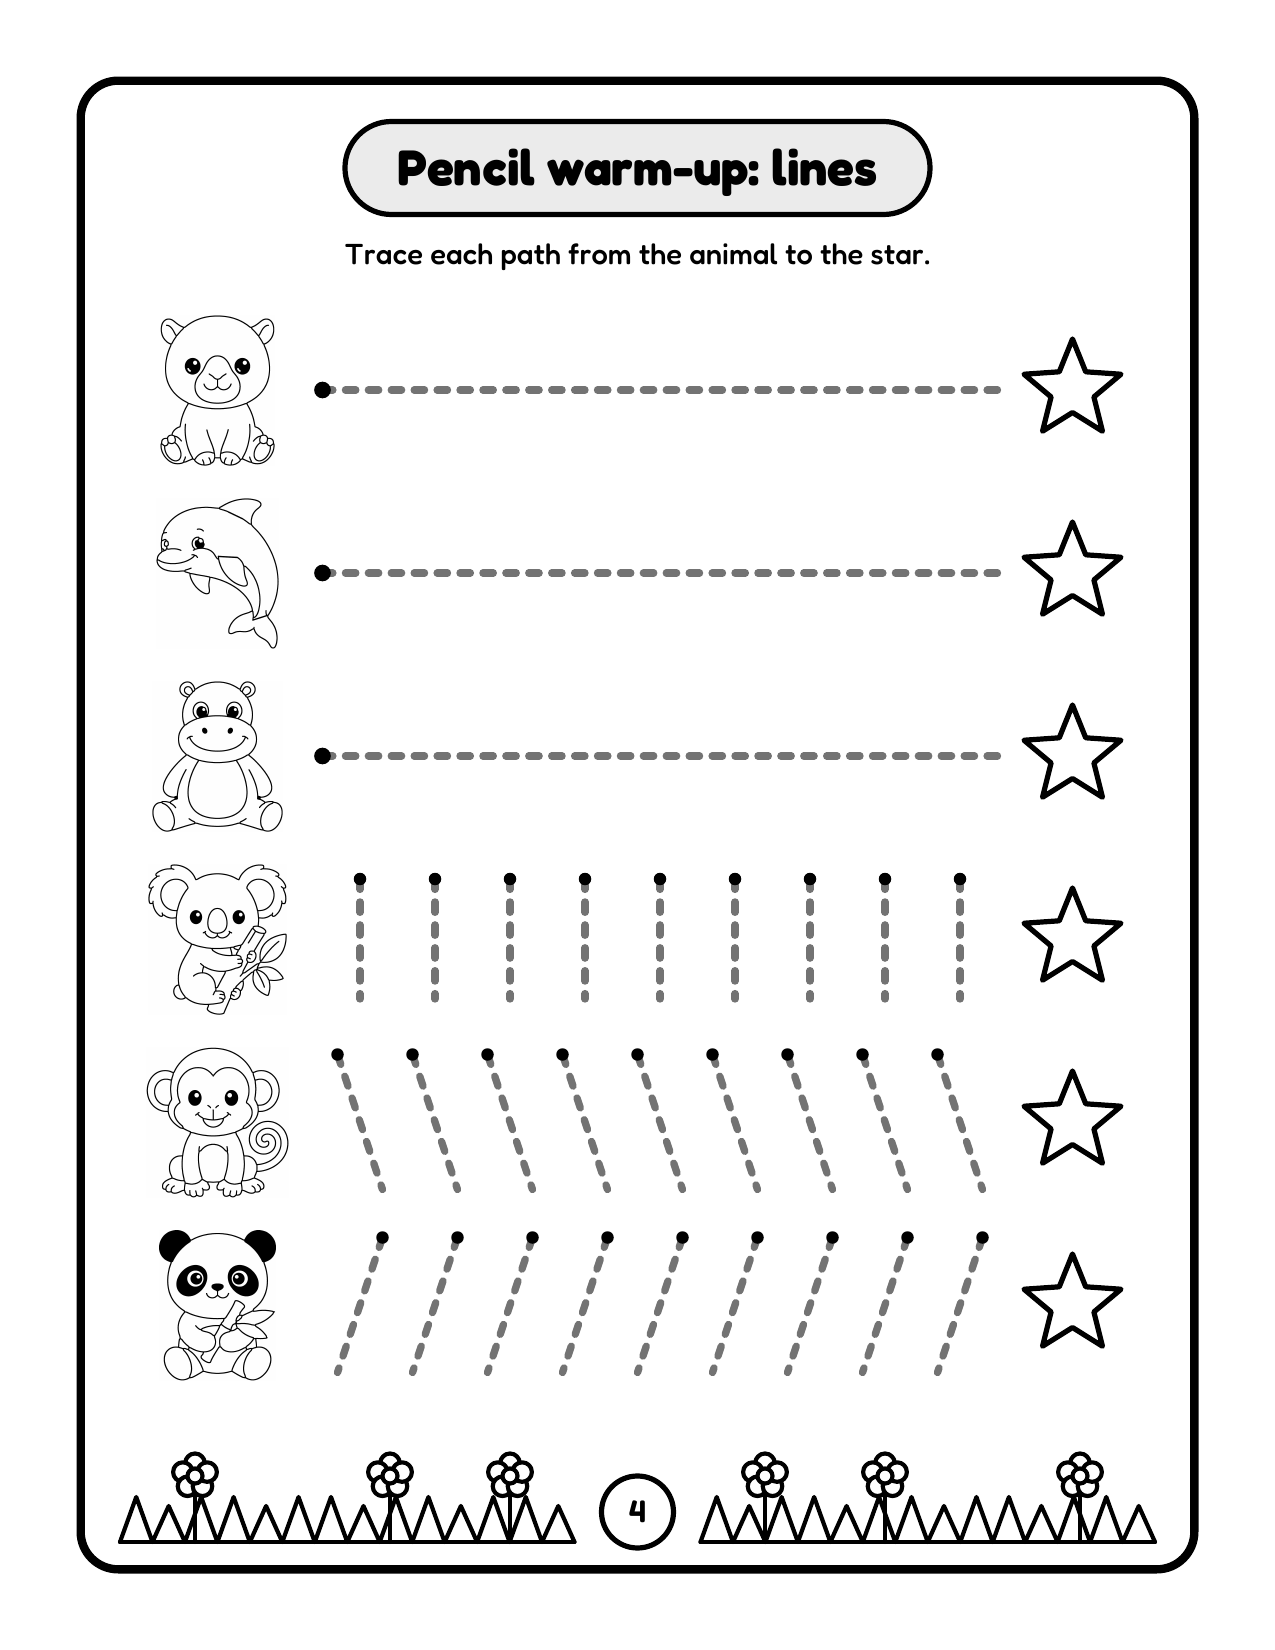 Pencil warm-up: lines
Trace each path from the animal to the star.
4